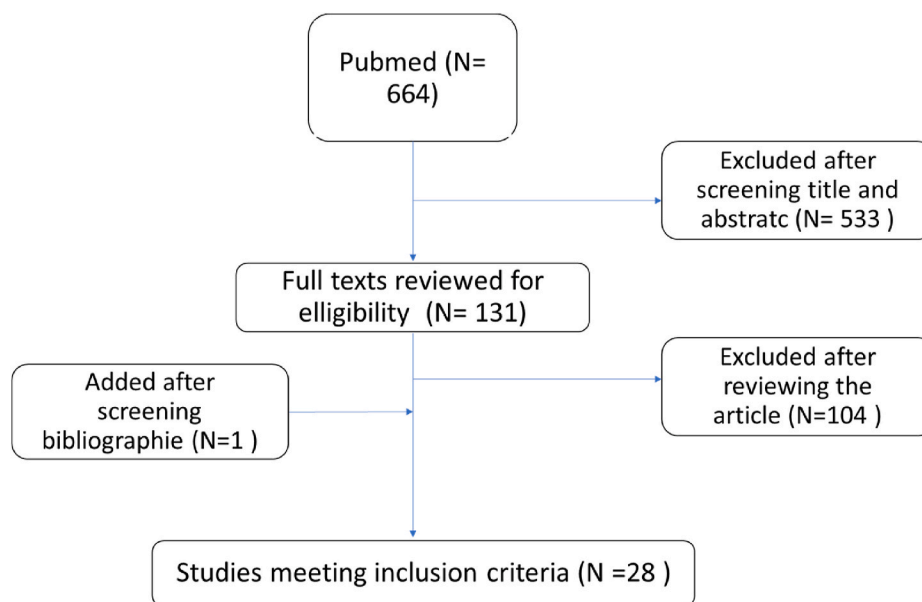 Pubmed (N=
664)
Excluded after
screening title and
abstratc (N= 533 )
Full texts reviewed for
elligibility  (N= 131)
Excluded after
reviewing the
article (N=104 )
Added after
screening
bibliographie (N=1 )
Studies meeting inclusion criteria (N =28 )